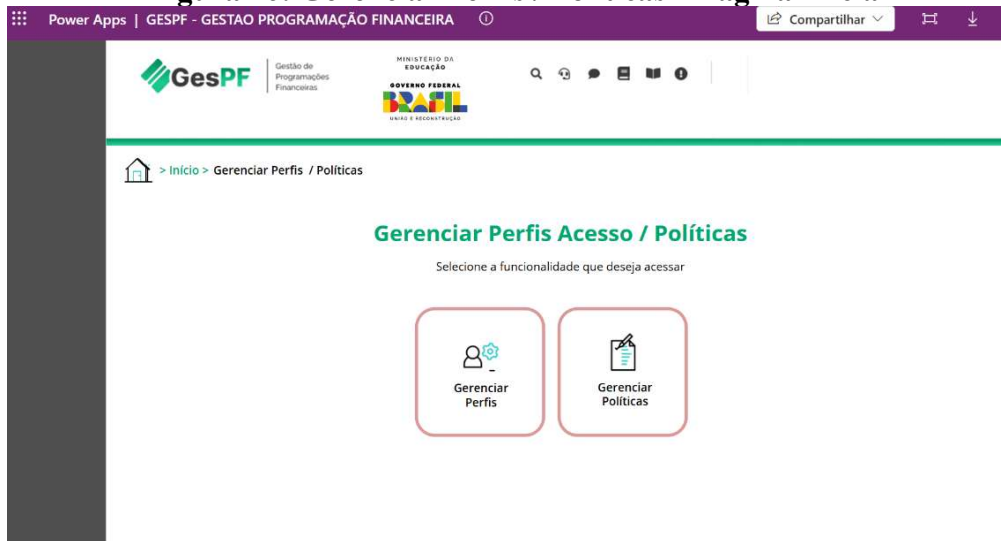 Power Apps | GESPF - GESTAO PROGRAMAÇÃO FINANCEIRA
Compartilhar
GesPF
Gestão de
Programações
Financeiras
MINISTÉRIO DA
EDUCAÇÃO
GOVERNO FEDERAL
BRASIL
UNIÃO E RECONSTRUÇÃO
> Início > Gerenciar Perfis / Políticas
Gerenciar Perfis Acesso / Políticas
Selecione a funcionalidade que deseja acessar
Gerenciar
Perfis
Gerenciar
Políticas